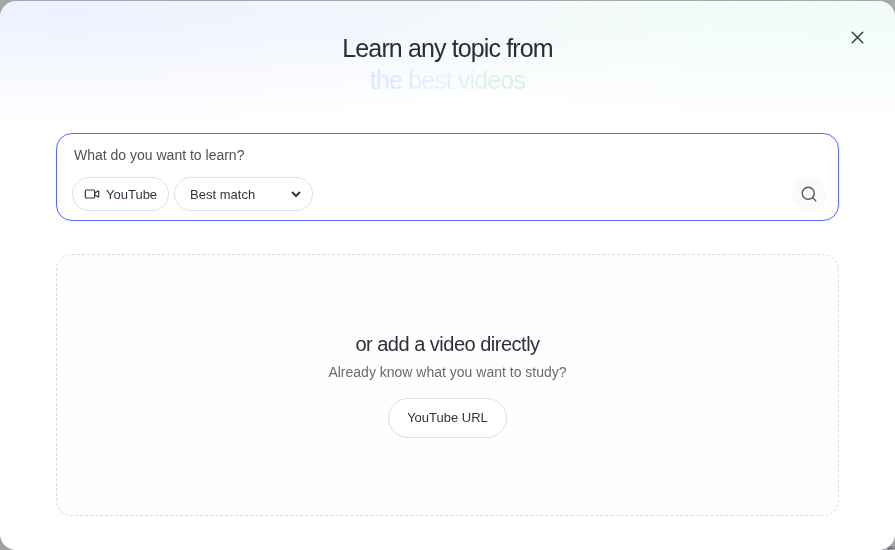 Learn any topic from
the best videos
What do you want to learn?
YouTube
Best match
or add a video directly
Already know what you want to study?
YouTube URL